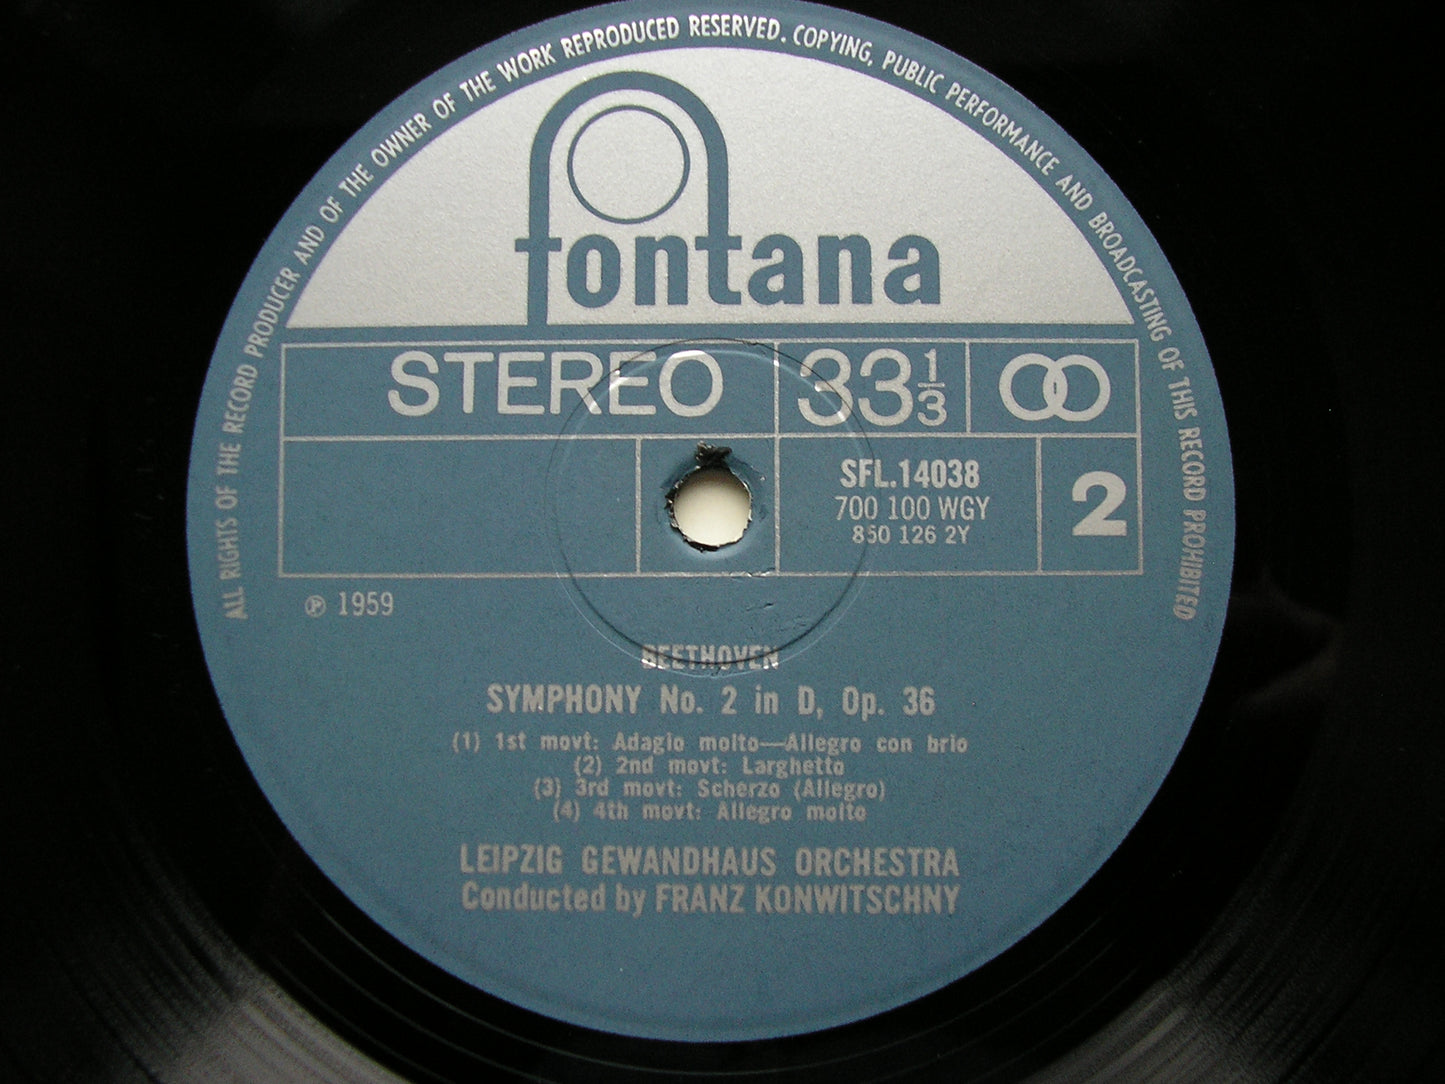 ALL RIGHTS OF THE RECORD PRODUCER AND OF THE OWNER OF THE WORK REPRODUCED RESERVED. COPYING, PUBLIC PERFORMANCE AND BROADCASTING OF THIS RECORD PROHIBITED
fontana
STEREO 33 1/3
SFL.14038
700 100 WGY
850 126 2Y
2
℗ 1959
BEETHOVEN
SYMPHONY No. 2 in D, Op. 36
(1) 1st movt: Adagio molto—Allegro con brio
(2) 2nd movt: Larghetto
(3) 3rd movt: Scherzo (Allegro)
(4) 4th movt: Allegro molto
LEIPZIG GEWANDHAUS ORCHESTRA
Conducted by FRANZ KONWITSCHNY